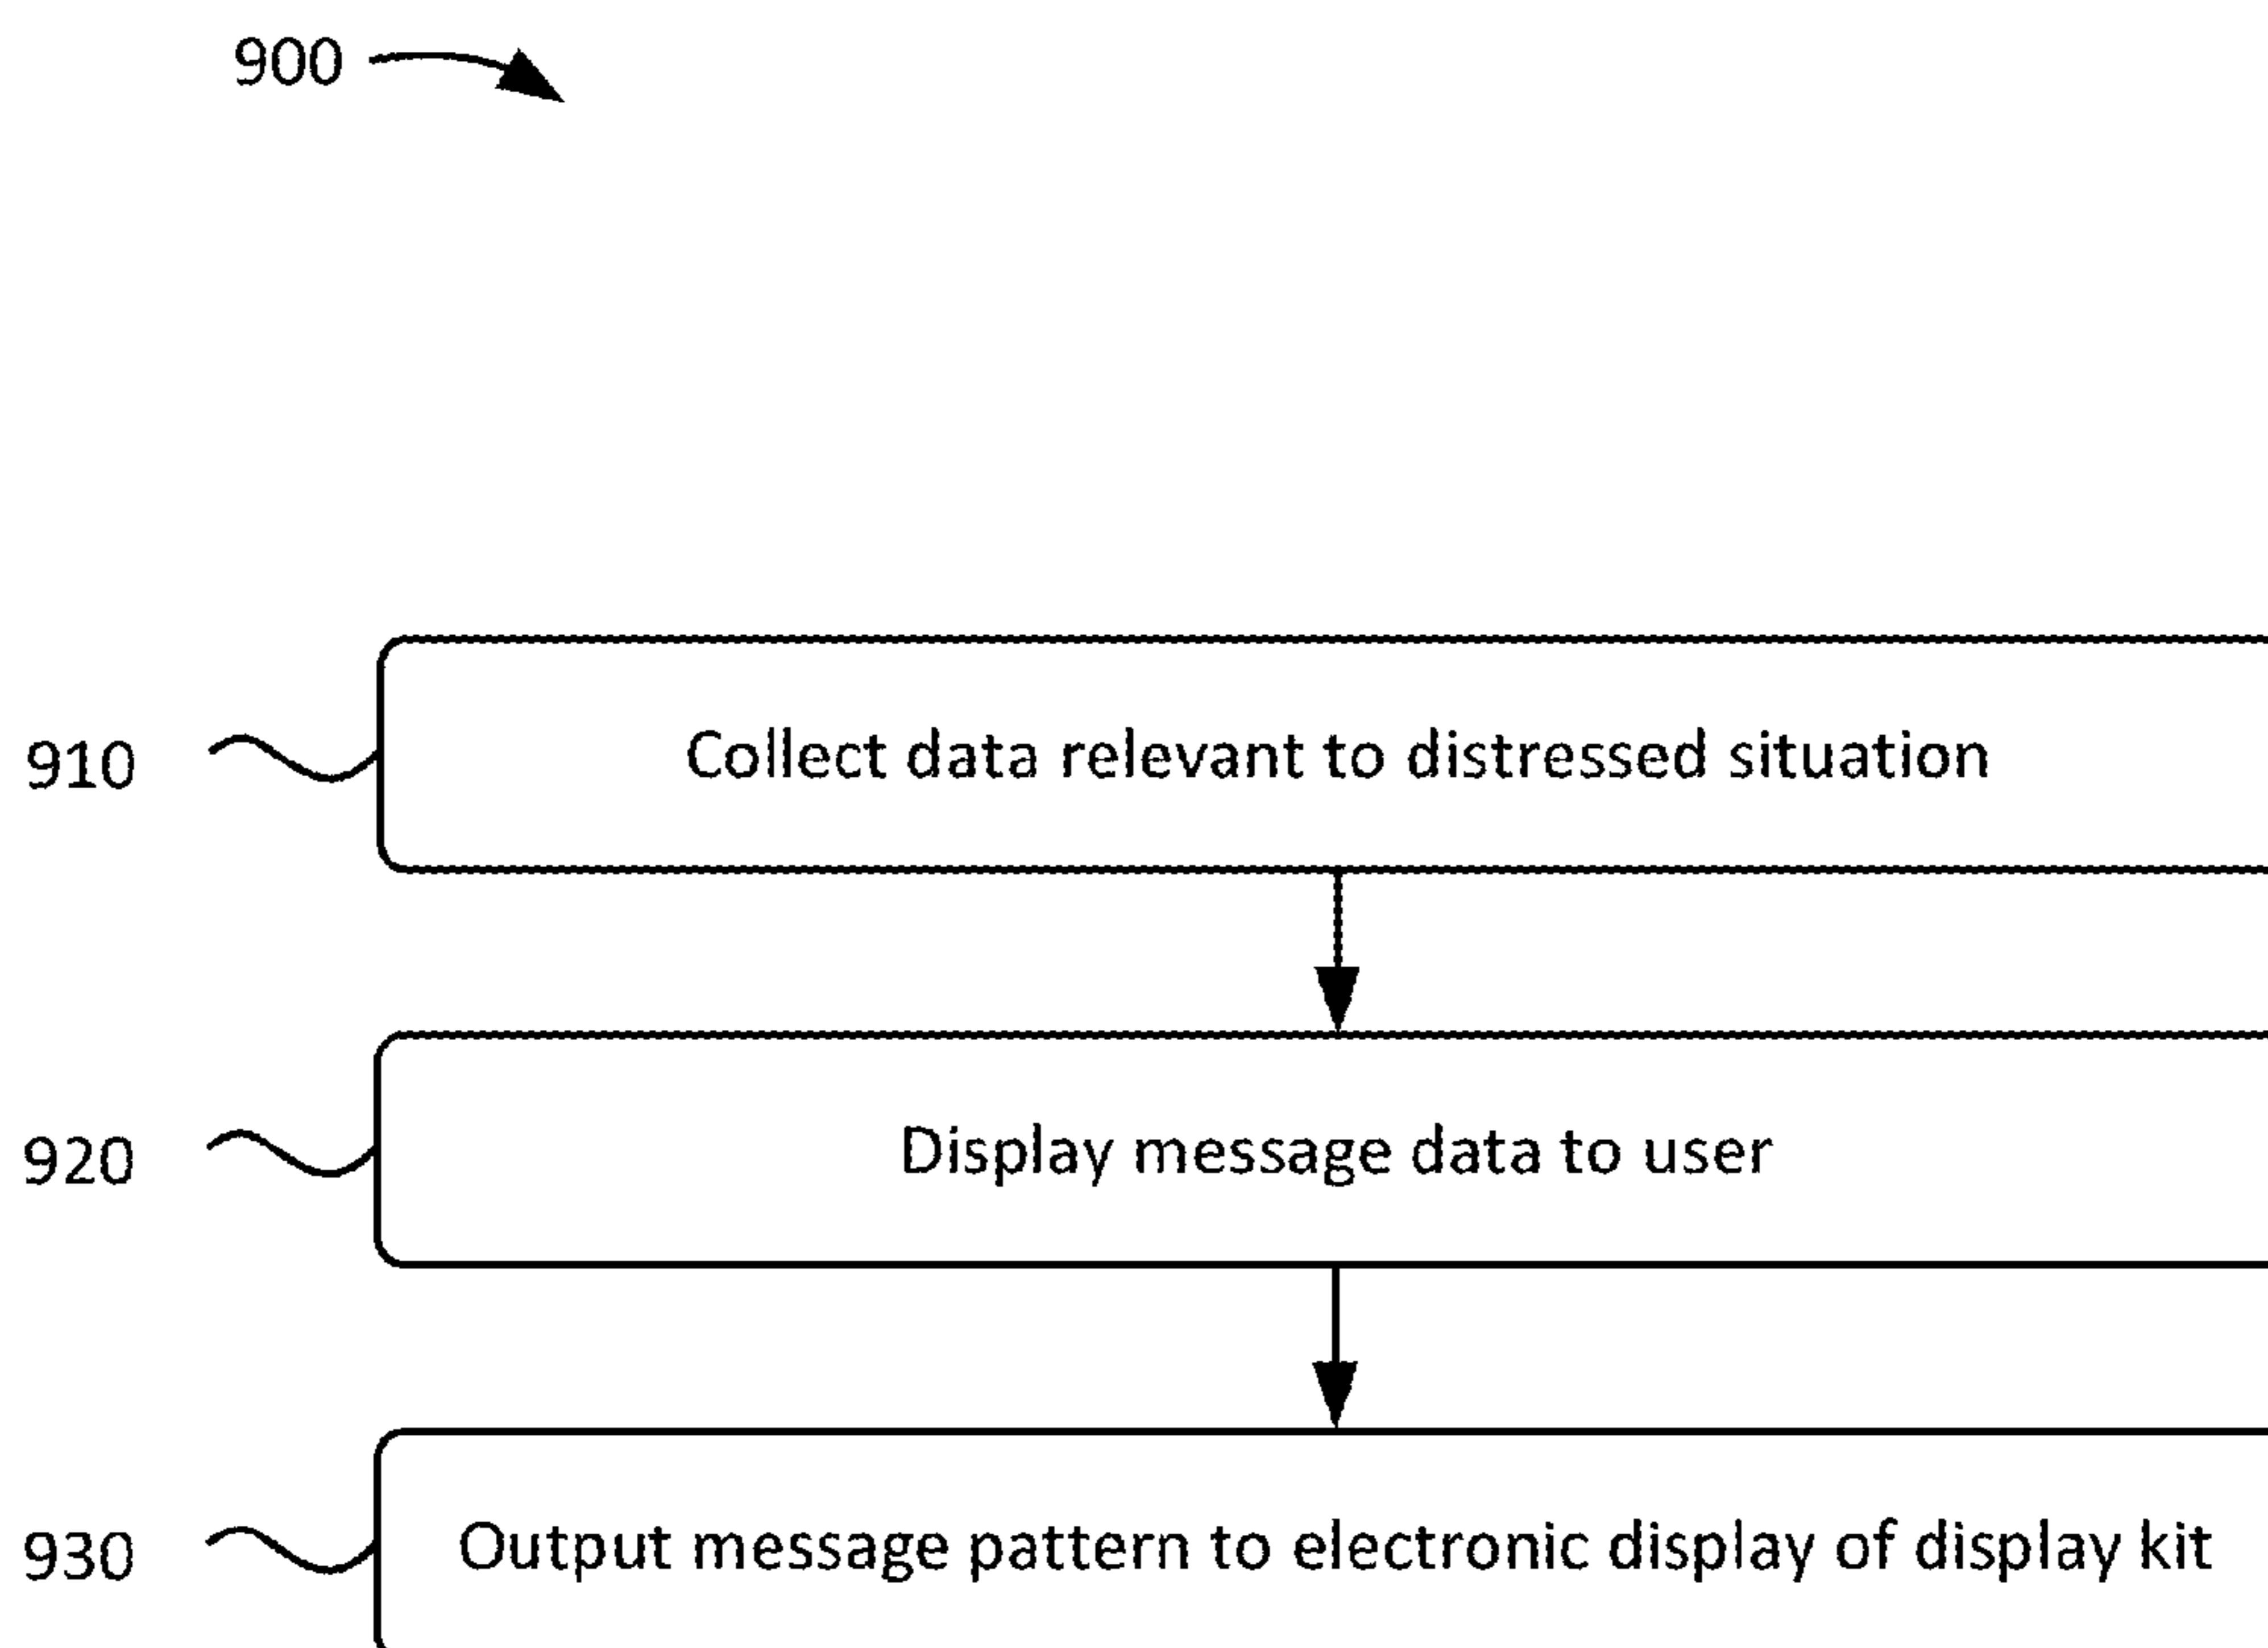 900
910 Collect data relevant to distressed situation
920 Display message data to user
930 Output message pattern to electronic display of display kit